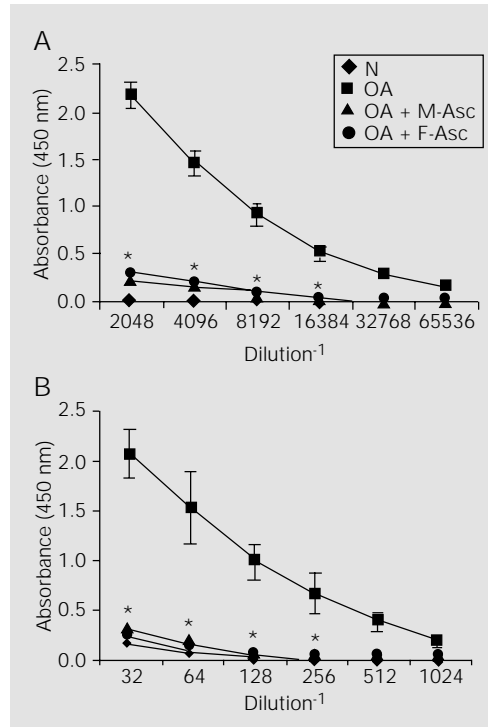 A
N
OA
OA + M-Asc
OA + F-Asc
Absorbance (450 nm)
2.5
2.0
1.5
1.0
0.5
0.0
* * * *
2048 4096 8192 16384 32768 65536
Dilution-1
B
Absorbance (450 nm)
2.5
2.0
1.5
1.0
0.5
0.0
* * * *
32 64 128 256 512 1024
Dilution-1